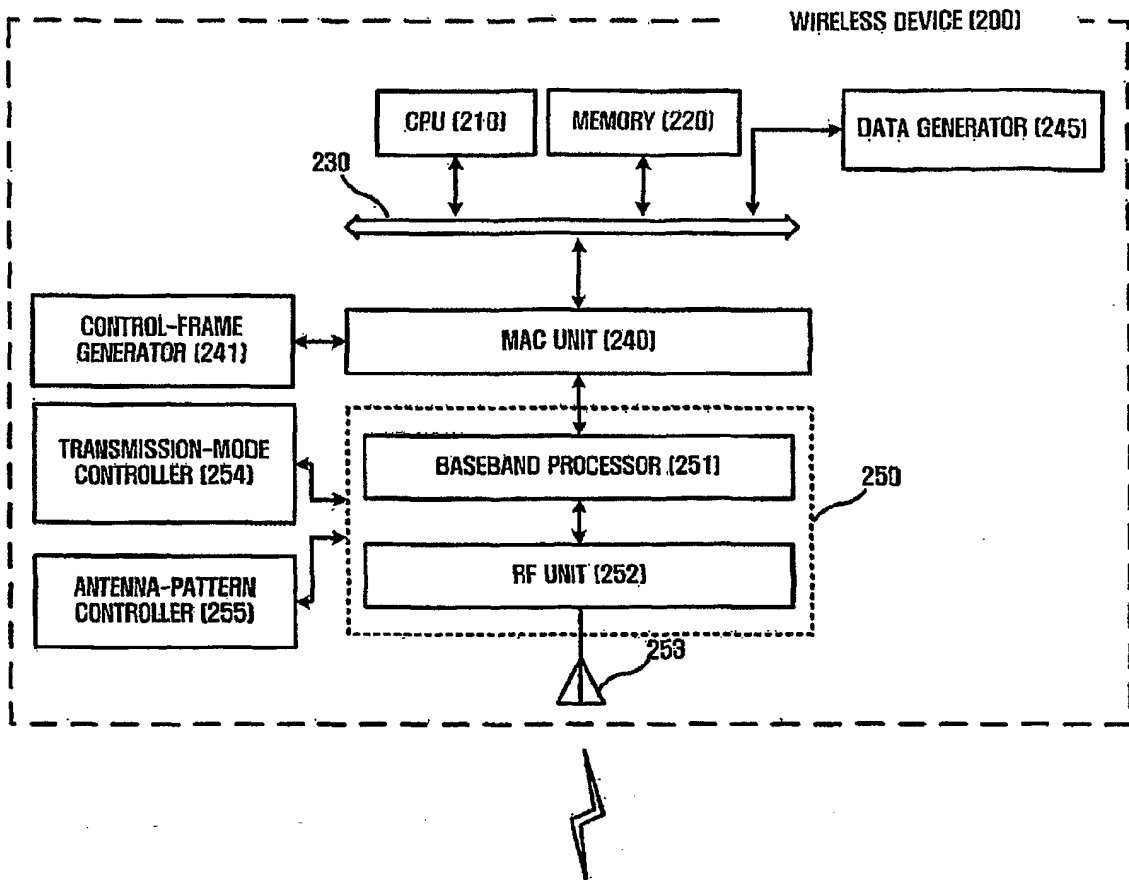 WIRELESS DEVICE (200)
CPU (210)
MEMORY (220)
DATA GENERATOR (245)
230
CONTROL-FRAME
GENERATOR (241)
MAC UNIT (240)
TRANSMISSION-MODE
CONTROLLER (254)
BASEBAND PROCESSOR (251)
250
ANTENNA-PATTERN
CONTROLLER (255)
RF UNIT (252)
253